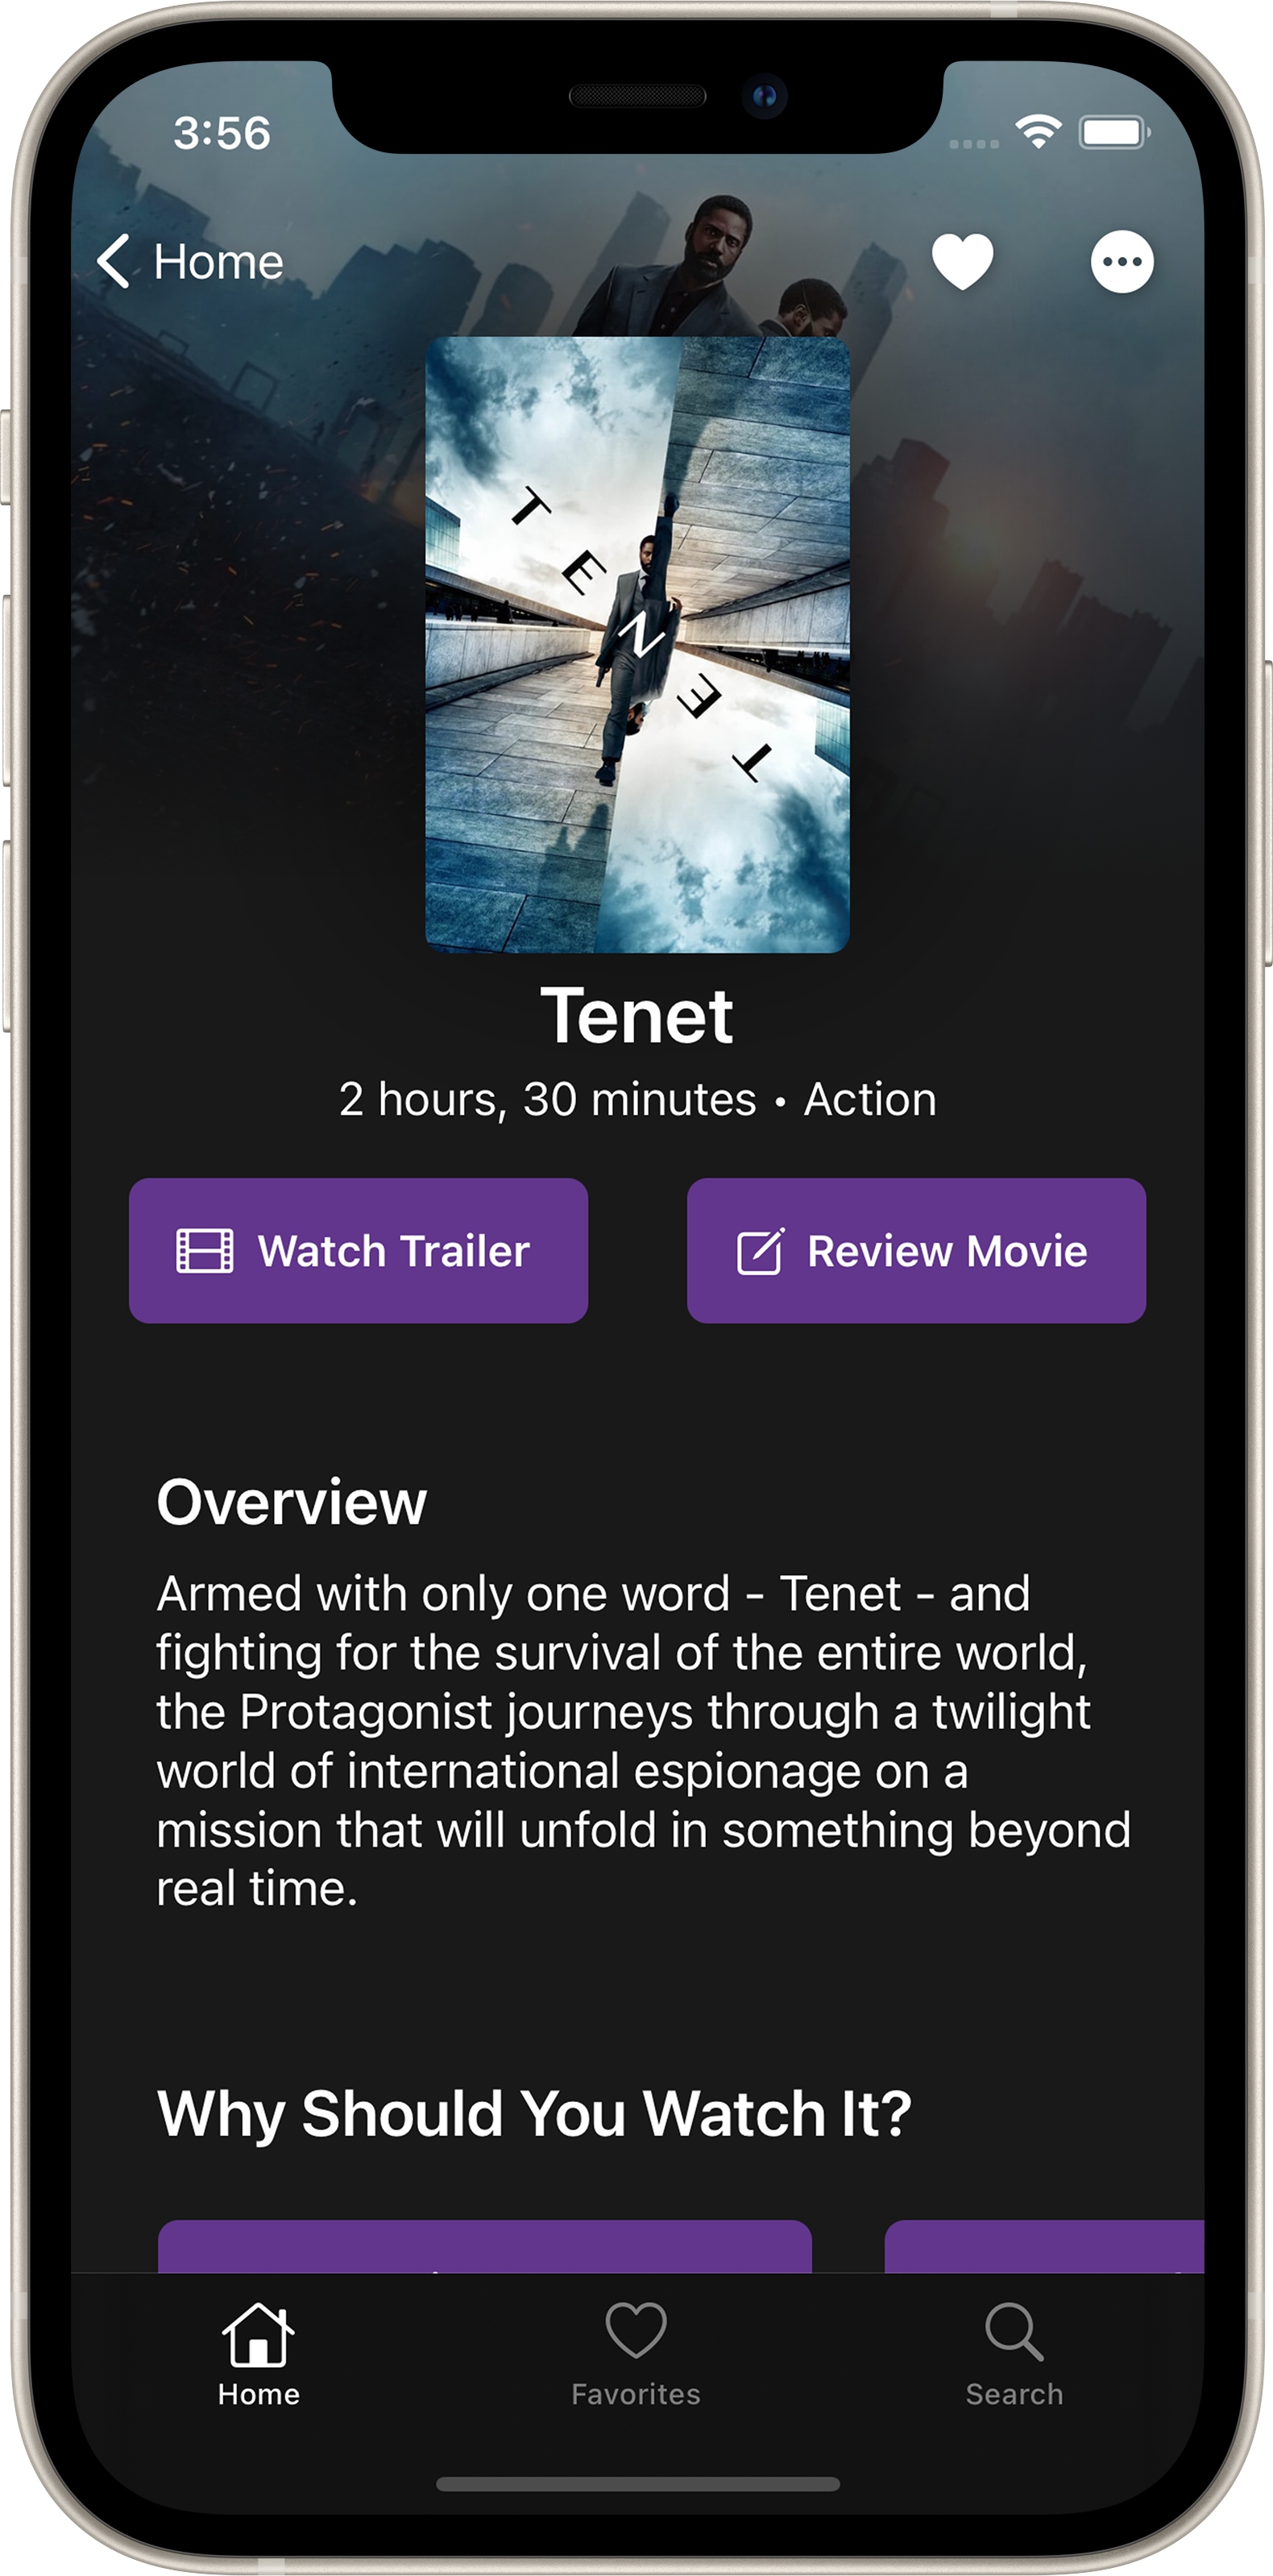 3:56
Home
T
E
N
E
T
Tenet
2 hours, 30 minutes • Action
Watch Trailer
Review Movie
Overview
Armed with only one word - Tenet - and
fighting for the survival of the entire world,
the Protagonist journeys through a twilight
world of international espionage on a
mission that will unfold in something beyond
real time.
Why Should You Watch It?
Home
Favorites
Search